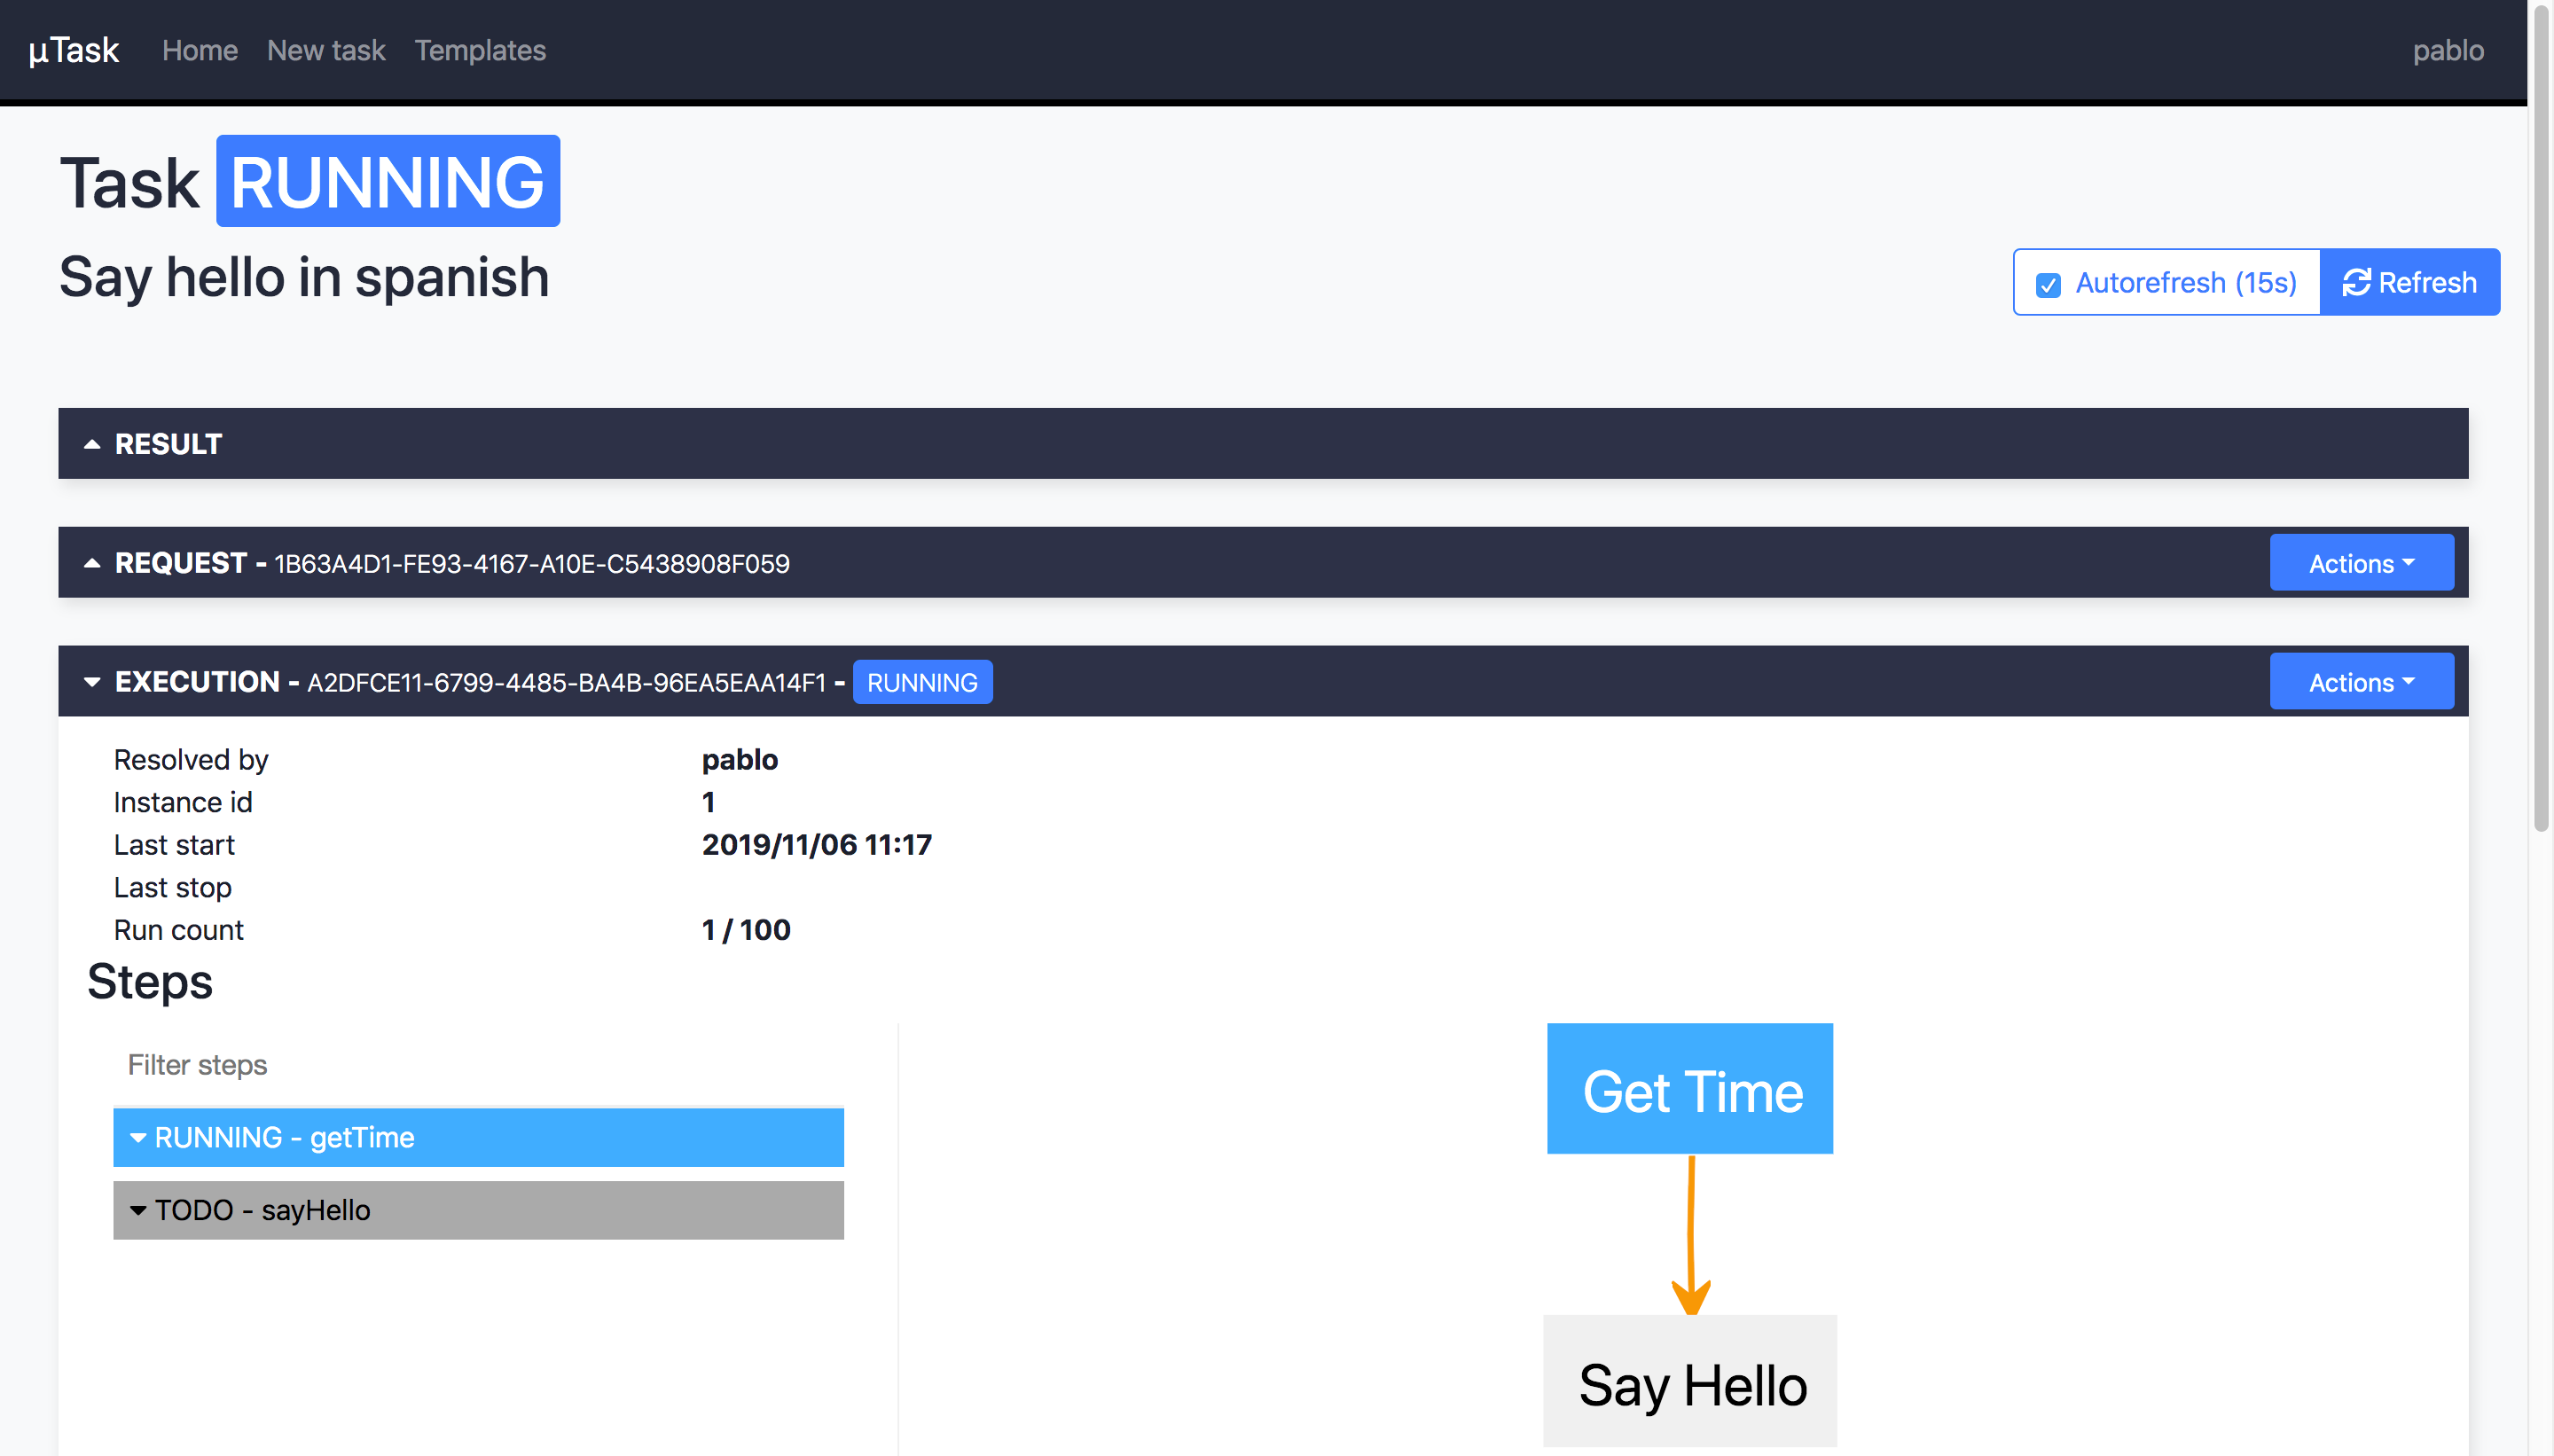 µTask Home New task Templates pablo
Task RUNNING
Say hello in spanish
Autorefresh (15s) Refresh
RESULT
REQUEST - 1B63A4D1-FE93-4167-A10E-C5438908F059 Actions
EXECUTION - A2DFCE11-6799-4485-BA4B-96EA5EAA14F1 - RUNNING Actions
Resolved by pablo
Instance id 1
Last start 2019/11/06 11:17
Last stop
Run count 1 / 100
Steps
Filter steps
RUNNING - getTime
TODO - sayHello
Get Time
Say Hello